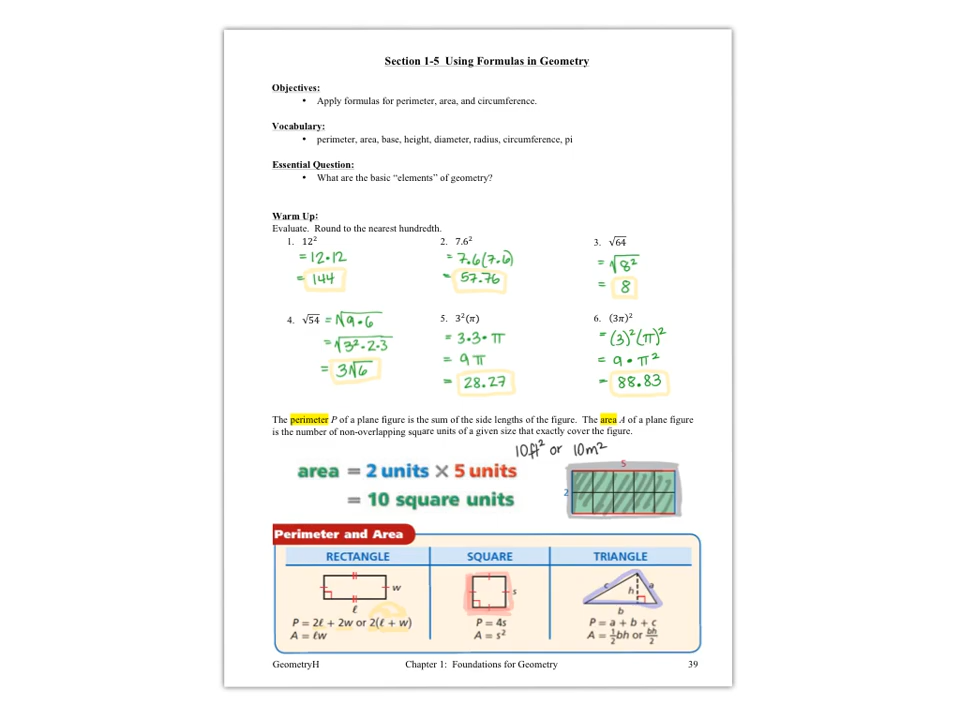 Section 1-5 Using Formulas in Geometry
Objectives:
• Apply formulas for perimeter, area, and circumference.
Vocabulary:
• perimeter, area, base, height, diameter, radius, circumference, pi
Essential Question:
• What are the basic “elements” of geometry?
Warm Up:
Evaluate. Round to the nearest hundredth.
1. 12²
= 12•12
= 144
2. 7.6²
= 7.6(7.6)
= 57.76
3. √64
= √8²
= 8
4. √54 = √9•6
= √3²•2•3
= 3√6
5. 3²(π)
= 3•3•π
= 9π
= 28.27
6. (3π)²
= (3)²(π)²
= 9•π²
= 88.83
The perimeter P of a plane figure is the sum of the side lengths of the figure. The area A of a plane figure
is the number of non-overlapping square units of a given size that exactly cover the figure.
10ft² or 10m²
area = 2 units × 5 units
= 10 square units
5
2
Perimeter and Area
RECTANGLE
w
ℓ
P = 2ℓ + 2w or 2(ℓ + w)
A = ℓw
SQUARE
s
P = 4s
A = s²
TRIANGLE
c h a
b
P = a + b + c
A = ½bh or bh/2
GeometryH Chapter 1: Foundations for Geometry 39